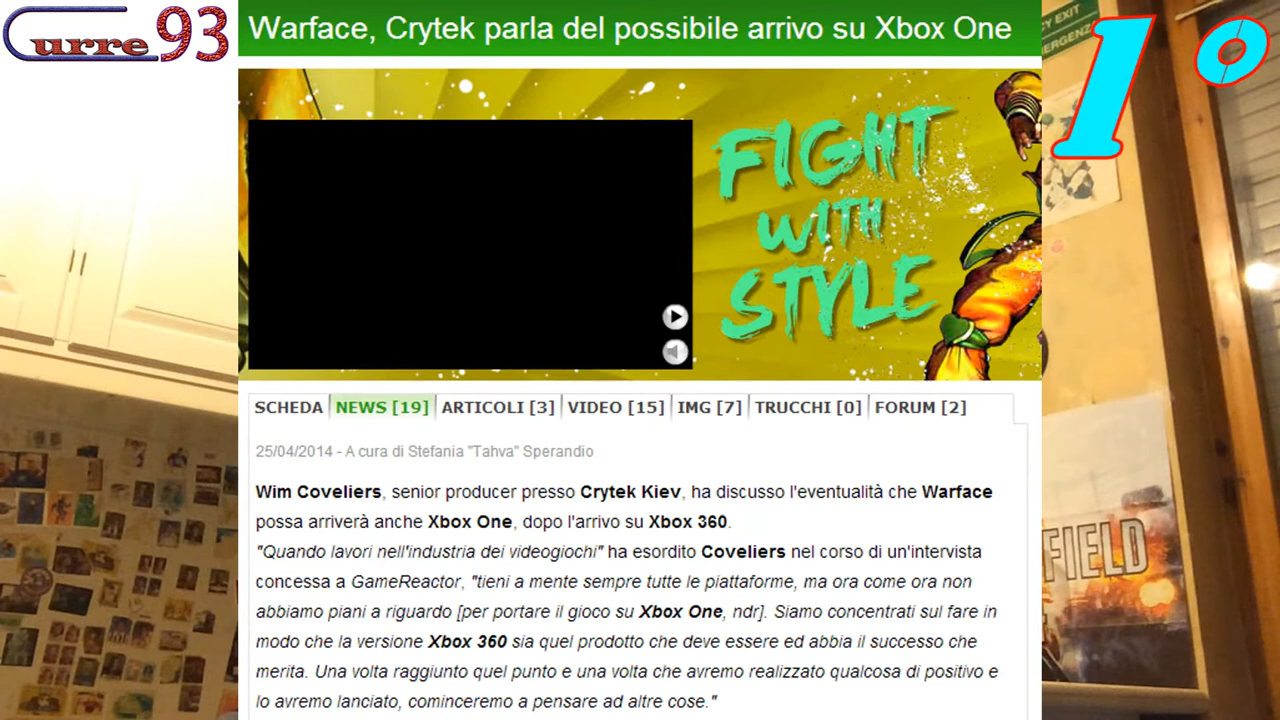 Curre 93
Warface, Crytek parla del possibile arrivo su Xbox One
CY EXIT
1°
FIGHT
WITH
STYLE
SCHEDA NEWS [19] ARTICOLI [3] VIDEO [15] IMG [7] TRUCCHI [0] FORUM [2]
25/04/2014 - A cura di Stefania "Tahva" Sperandio
Wim Coveliers, senior producer presso Crytek Kiev, ha discusso l'eventualità che Warface
possa arriverà anche Xbox One, dopo l'arrivo su Xbox 360.
"Quando lavori nell'industria dei videogiochi" ha esordito Coveliers nel corso di un'intervista
concessa a GameReactor, "tieni a mente sempre tutte le piattaforme, ma ora come ora non
abbiamo piani a riguardo [per portare il gioco su Xbox One, ndr]. Siamo concentrati sul fare in
modo che la versione Xbox 360 sia quel prodotto che deve essere ed abbia il successo che
merita. Una volta raggiunto quel punto e una volta che avremo realizzato qualcosa di positivo e
lo avremo lanciato, cominceremo a pensare ad altre cose."
FIELD